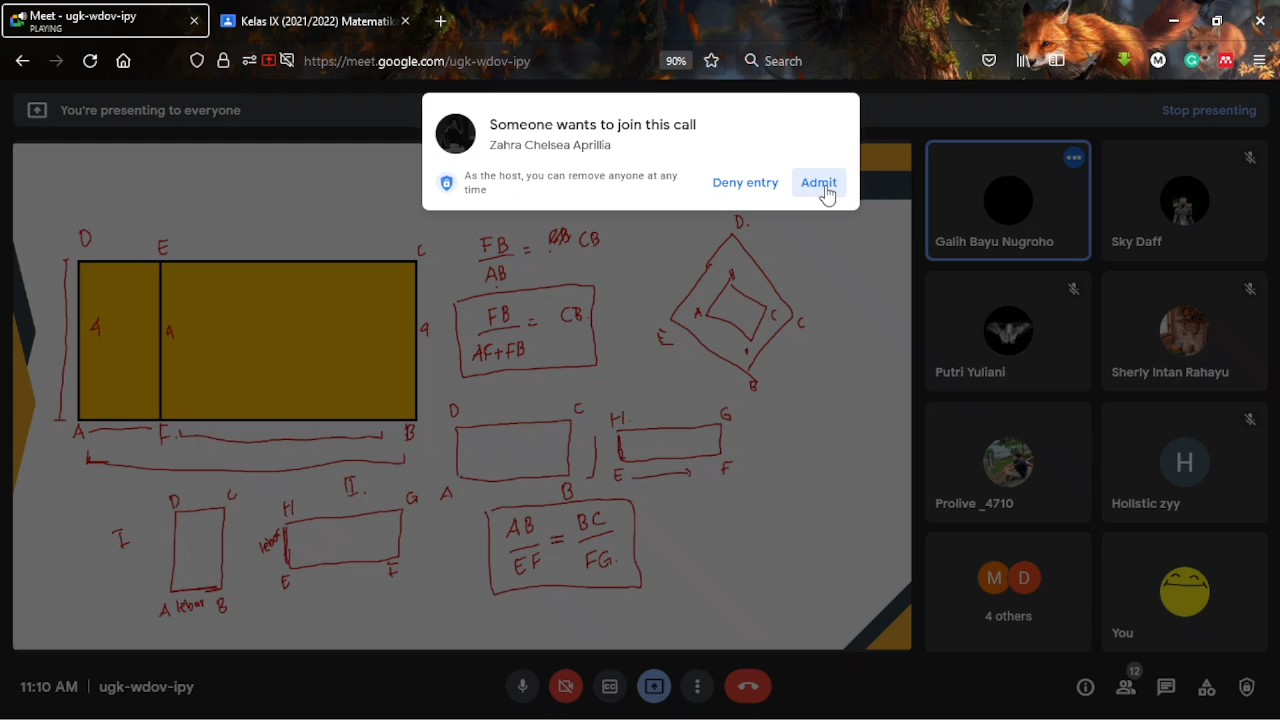 Meet - ugk-wdov-ipy
PLAYING
Kelas IX (2021/2022) Matematik
https://meet.google.com/ugk-wdov-ipy
90%
Search
You're presenting to everyone
Stop presenting
Someone wants to join this call
Zahra Chelsea Aprillia
As the host, you can remove anyone at any
time
Deny entry
Admit
Galih Bayu Nugroho
Sky Daff
Putri Yuliani
Sherly Intan Rahayu
Prolive _4710
H
Holistic zyy
M D
4 others
You
D E C
A F B
FB
AB
= CB
FB
AF+FB
= CB.
D.
A C
E C
B
D C
A B
H. G
E F
I
D C
A lebar B
II.
H G
lebar
E F
AB
EF
=
BC
FG.
11:10 AM
ugk-wdov-ipy
12